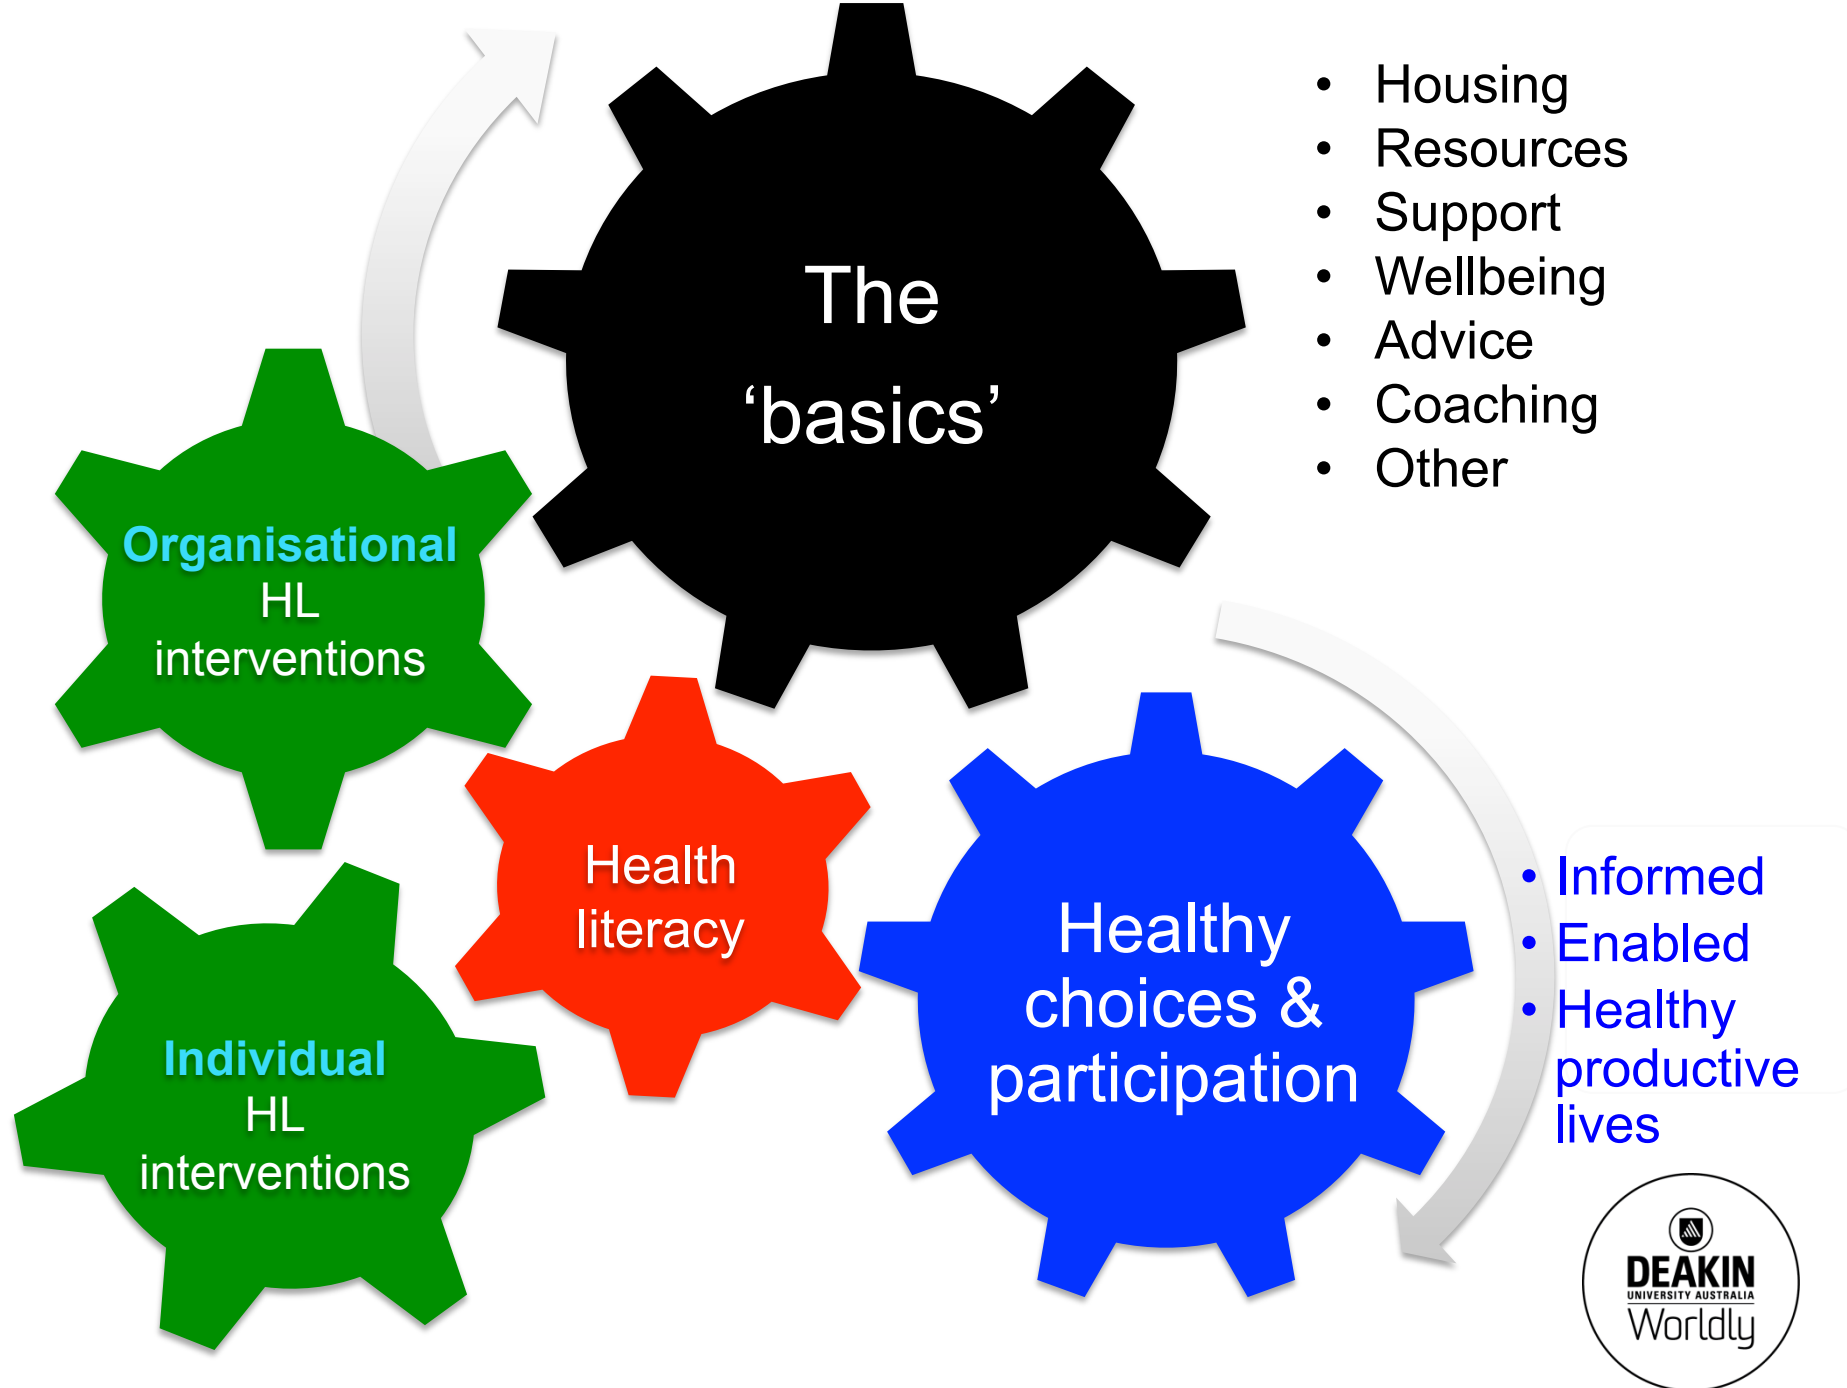 The
‘basics’
• Housing
• Resources
• Support
• Wellbeing
• Advice
• Coaching
• Other
Organisational
HL
interventions
Health
literacy
Individual
HL
interventions
Healthy
choices &
participation
• Informed
• Enabled
• Healthy
productive
lives
DEAKIN
UNIVERSITY AUSTRALIA
Worldly